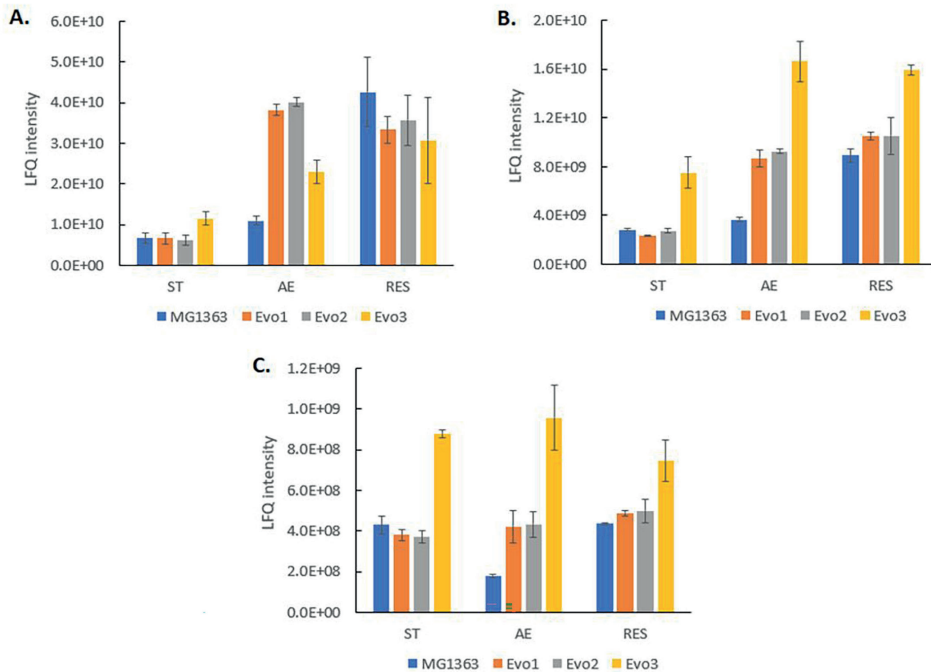 A.
6.0E+10
5.0E+10
4.0E+10
3.0E+10
2.0E+10
1.0E+10
0.0E+00
LFQ intensity
ST AE RES
MG1363 Evo1 Evo2 Evo3
B.
2.0E+10
1.6E+10
1.2E+10
8.0E+09
4.0E+09
0.0E+00
LFQ intensity
ST AE RES
MG1363 Evo1 Evo2 Evo3
C.
1.2E+09
1.0E+09
8.0E+08
6.0E+08
4.0E+08
2.0E+08
0.0E+00
LFQ intensity
ST AE RES
MG1363 Evo1 Evo2 Evo3